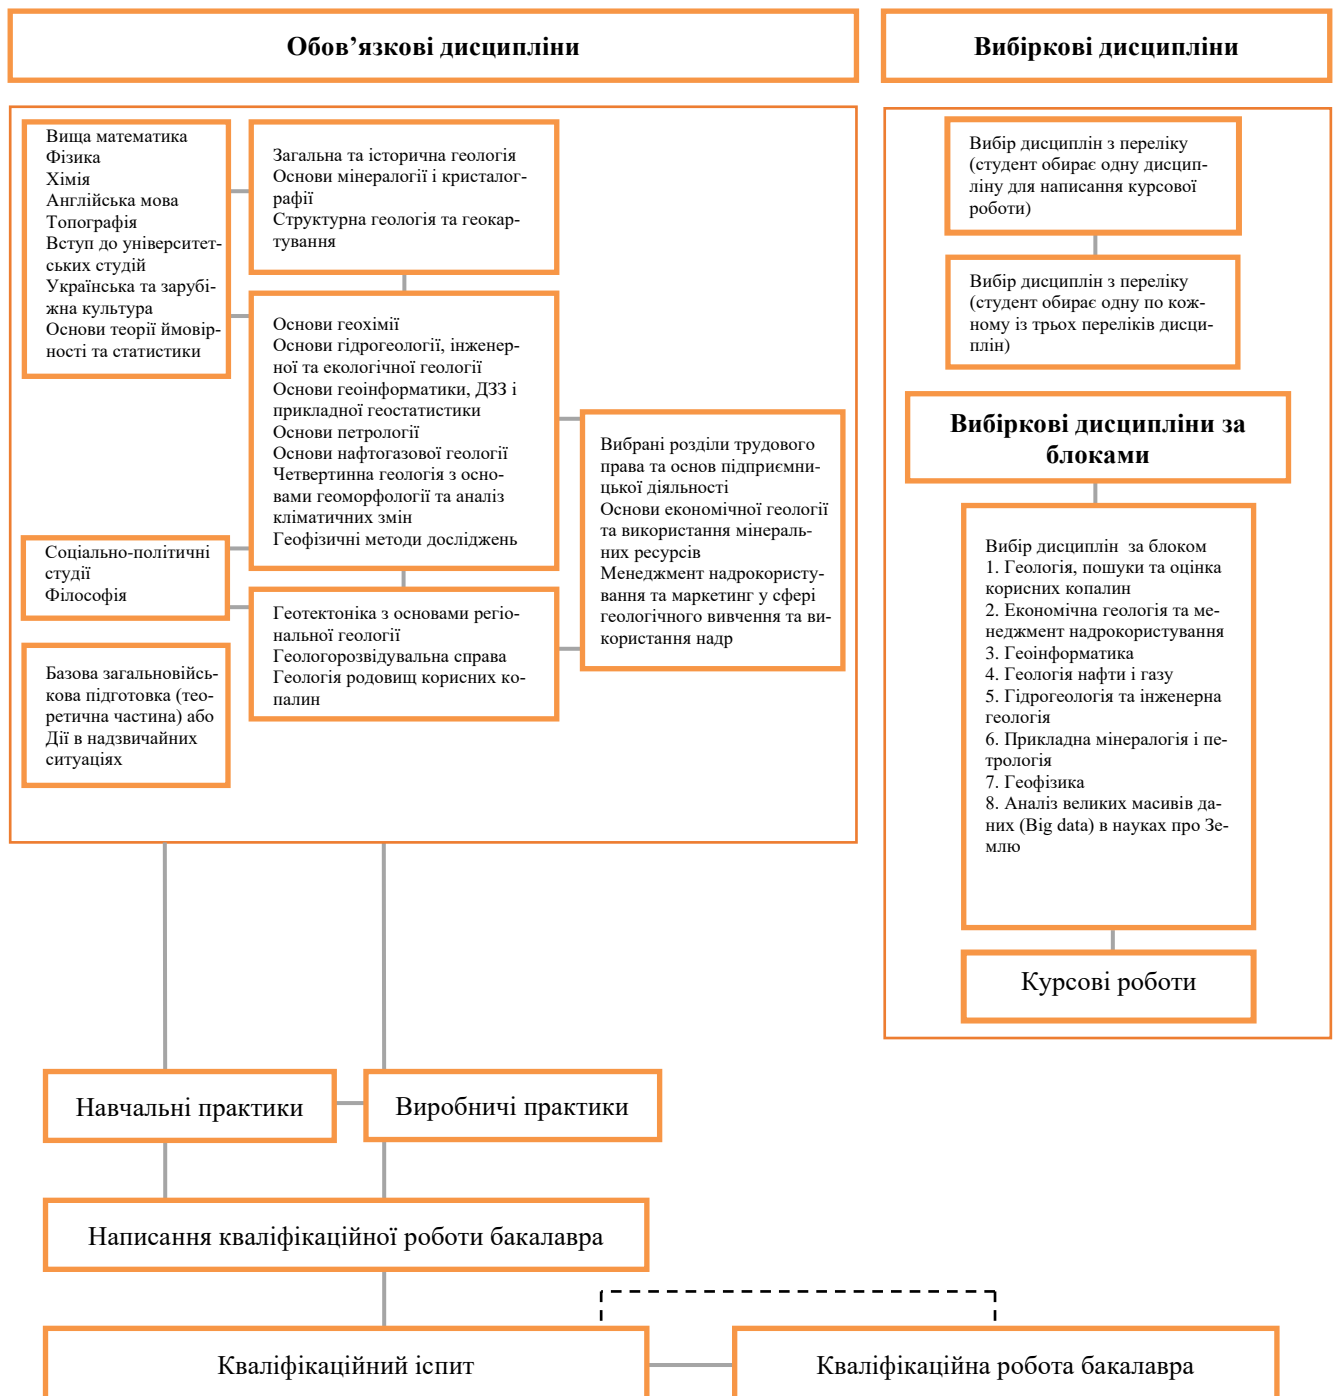 Обов’язкові дисципліни
Вища математика
Фізика
Хімія
Англійська мова
Топографія
Вступ до університет-
ських студій
Українська та зарубі-
жна культура
Основи теорії ймовір-
ності та статистики
Загальна та історична геологія
Основи мінералогії і кристалог-
рафії
Структурна геологія та геокар-
тування
Основи геохімії
Основи гідрогеології, інженер-
ної та екологічної геології
Основи геоінформатики, ДЗЗ і
прикладної геостатистики
Основи петрології
Основи нафтогазової геології
Четвертинна геологія з осно-
вами геоморфології та аналіз
кліматичних змін
Геофізичні методи досліджень
Вибрані розділи трудового
права та основ підприємни-
цької діяльності
Основи економічної геології
та використання мінераль-
них ресурсів
Менеджмент надрокористу-
вання та маркетинг у сфері
геологічного вивчення та ви-
користання надр
Соціально-політичні
студії
Філософія
Геотектоніка з основами регіо-
нальної геології
Геологорозвідувальна справа
Геологія родовищ корисних ко-
палин
Базова загальновійсь-
кова підготовка (тео-
ретична частина) або
Дії в надзвичайних
ситуаціях
Вибіркові дисципліни
Вибір дисциплін з переліку
(студент обирає одну дисцип-
ліну для написання курсової
роботи)
Вибір дисциплін з переліку
(студент обирає одну по кож-
ному із трьох переліків дисци-
плін)
Вибіркові дисципліни за
блоками
Вибір дисциплін за блоком
1. Геологія, пошуки та оцінка
корисних копалин
2. Економічна геологія та ме-
неджмент надрокористування
3. Геоінформатика
4. Геологія нафти і газу
5. Гідрогеологія та інженерна
геологія
6. Прикладна мінералогія і пе-
трологія
7. Геофізика
8. Аналіз великих масивів да-
них (Big data) в науках про Зе-
млю
Курсові роботи
Навчальні практики
Виробничі практики
Написання кваліфікаційної роботи бакалавра
Кваліфікаційний іспит
Кваліфікаційна робота бакалавра